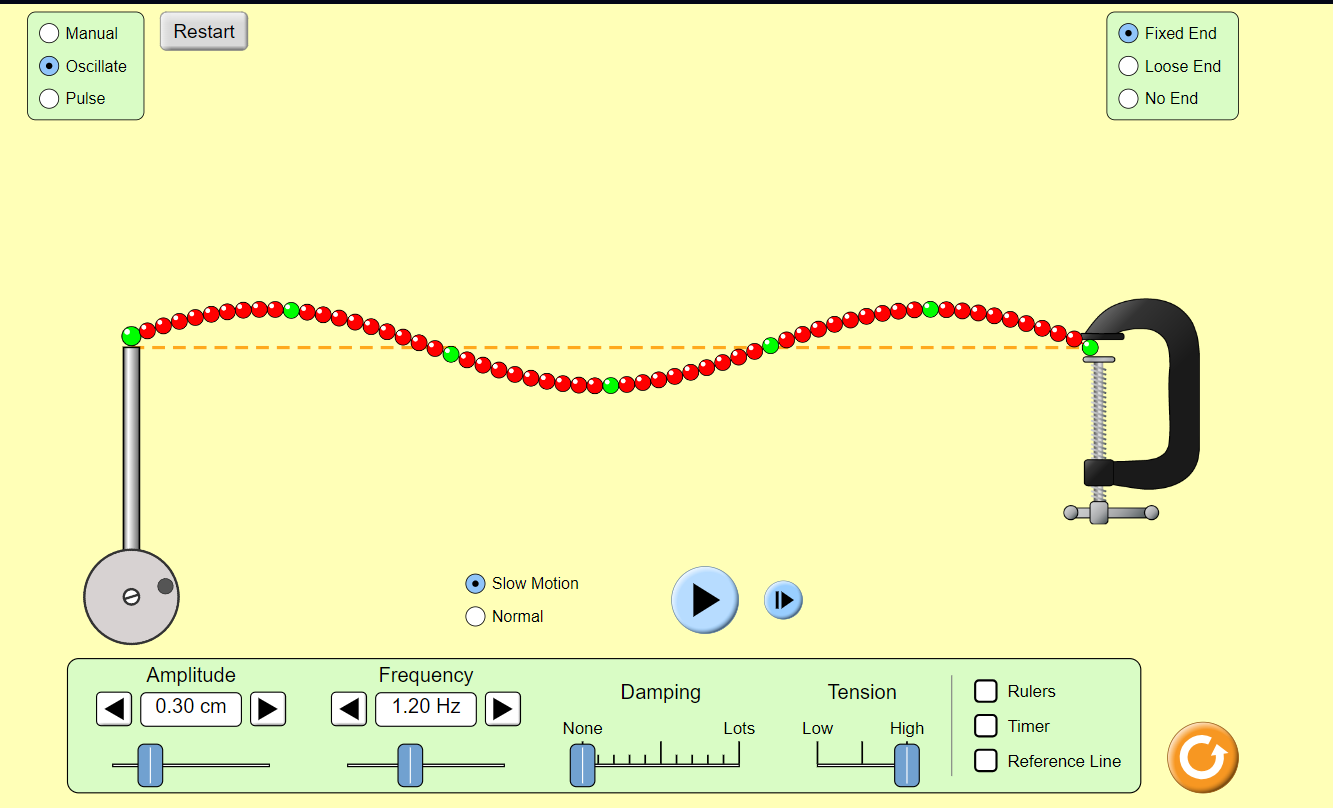 Manual
Oscillate
Pulse
Restart
Fixed End
Loose End
No End
Slow Motion
Normal
Amplitude
0.30 cm
Frequency
1.20 Hz
Damping
None
Lots
Tension
Low
High
Rulers
Timer
Reference Line